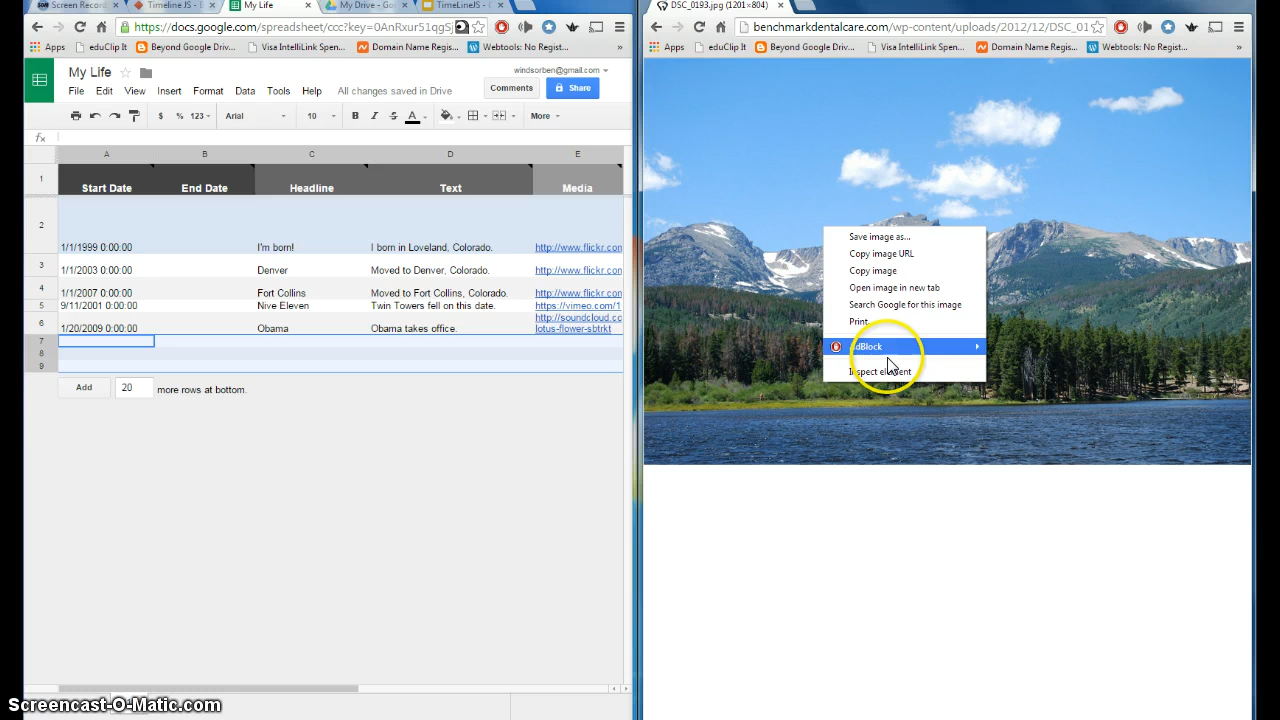 Screen Record
Timeline JS - B
My Life
My Drive - Go
TimeLineJS -
https://docs.google.com/spreadsheet/ccc?key=0AnRxur51qgSj
Apps
eduClip It
Beyond Google Driv...
Visa IntelliLink Spen...
Domain Name Regis...
Webtools: No Regist...
»
My Life
windsorben@gmail.com
File Edit View Insert Format Data Tools Help All changes saved in Drive
Comments
Share
$ % 123 Arial 10 B I S A More
fx
A B C D E
1 Start Date End Date Headline Text Media
2 1/1/1999 0:00:00 I'm born! I born in Loveland, Colorado. http://www.flickr.con
3 1/1/2003 0:00:00 Denver Moved to Denver, Colorado. http://www.flickr.con
4 1/1/2007 0:00:00 Fort Collins Moved to Fort Collins, Colorado. http://www.flickr.con
5 9/11/2001 0:00:00 Nive Eleven Twin Towers fell on this date. https://vimeo.com/1
http://soundcloud.co
6 1/20/2009 0:00:00 Obama Obama takes office. lotus-flower-sbtrkt
7
8
9
Add 20 more rows at bottom.
DSC_0193.jpg (1201×804)
benchmarkdentalcare.com/wp-content/uploads/2012/12/DSC_01
Apps
eduClip It
Beyond Google Driv...
Visa IntelliLink Spen...
Domain Name Regis...
Webtools: No Regist...
»
Save image as...
Copy image URL
Copy image
Open image in new tab
Search Google for this image
Print...
AdBlock
Inspect element
Screencast-O-Matic.com